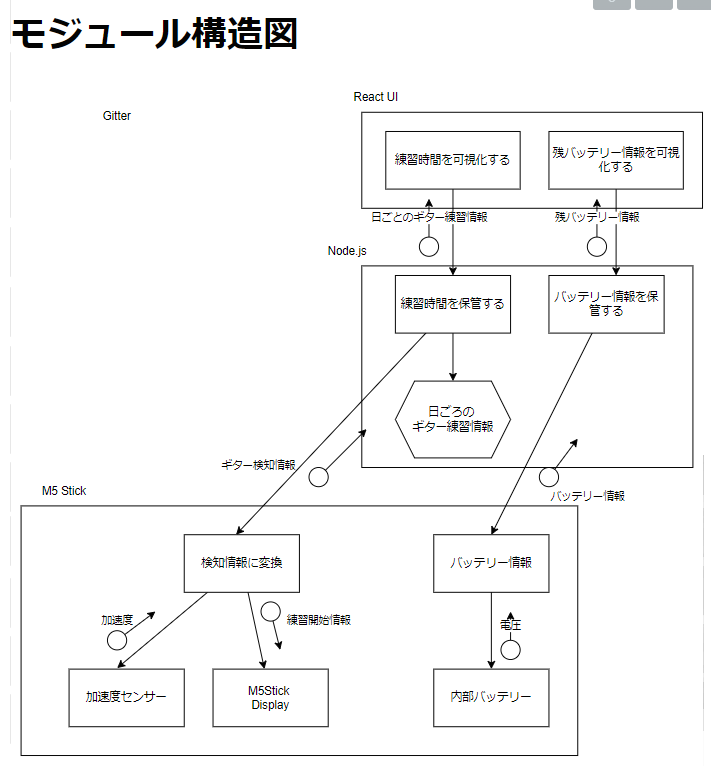 モジュール構造図
React UI
Gitter
練習時間を可視化する
残バッテリー情報を可視
化する
日ごとのギター練習情報
残バッテリー情報
Node.js
練習時間を保管する
バッテリー情報を保
管する
日ごろの
ギター練習情報
ギター検知情報
バッテリー情報
M5 Stick
検知情報に変換
バッテリー情報
加速度
練習開始情報
電圧
加速度センサー
M5Stick
Display
内部バッテリー